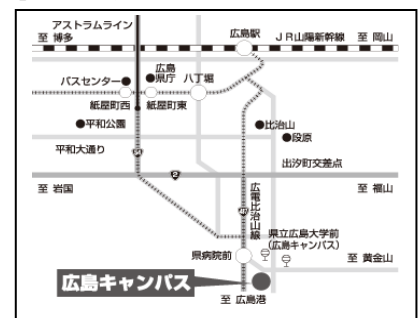 アストラムライン
至 博多
広島駅
JR山陽新幹線
至 岡山
バスセンター
広島
県庁
八丁堀
紙屋町西
紙屋町東
平和公園
比治山
段原
平和大通り
出汐町交差点
54
2
至 岩国
広電比治山線
至 福山
県立広島大学前
(広島キャンパス)
県病院前
至 黄金山
広島キャンパス
至 広島港